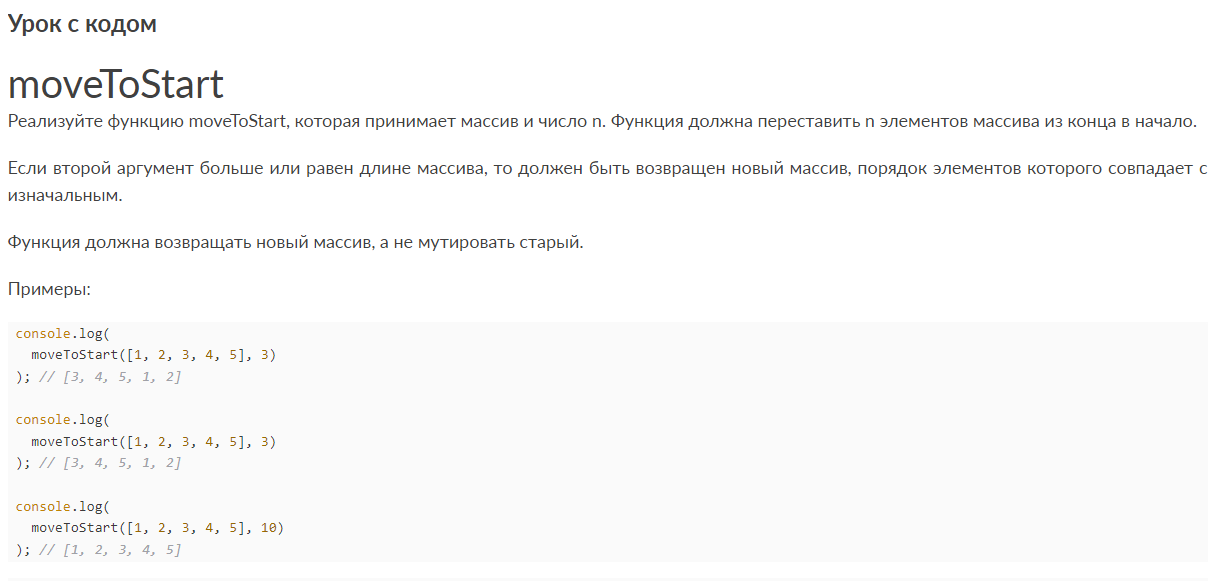 Урок с кодом
moveToStart
Реализуйте функцию moveToStart, которая принимает массив и число n. Функция должна переставить n элементов массива из конца в начало.
Если второй аргумент больше или равен длине массива, то должен быть возвращен новый массив, порядок элементов которого совпадает с
изначальным.
Функция должна возвращать новый массив, а не мутировать старый.
Примеры:
console.log(
  moveToStart([1, 2, 3, 4, 5], 3)
); // [3, 4, 5, 1, 2]
console.log(
  moveToStart([1, 2, 3, 4, 5], 3)
); // [3, 4, 5, 1, 2]
console.log(
  moveToStart([1, 2, 3, 4, 5], 10)
); // [1, 2, 3, 4, 5]